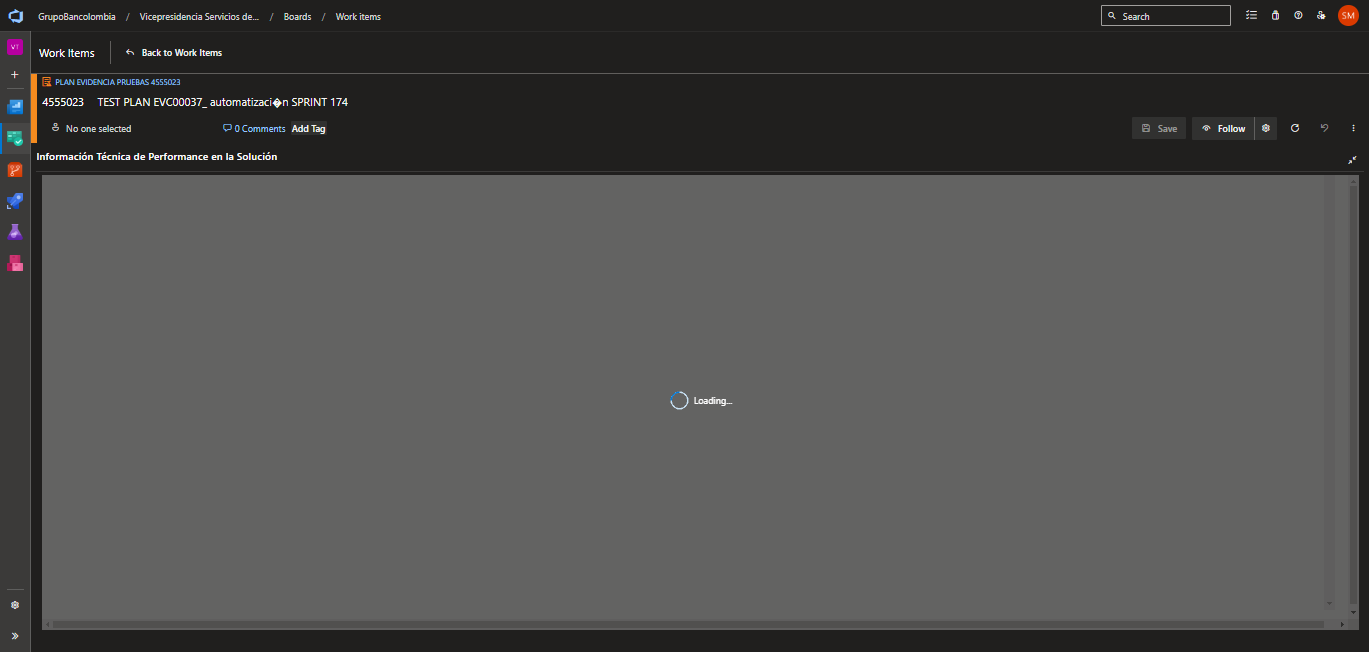 GrupoBancolombia / Vicepresidencia Servicios de... / Boards / Work items
Search
SM
VT
Work Items
Back to Work Items
PLAN EVIDENCIA PRUEBAS 4555023
4555023 TEST PLAN EVC00037_ automatizaci�n SPRINT 174
No one selected
0 Comments
Add Tag
Save
Follow
Información Técnica de Performance en la Solución
Loading...